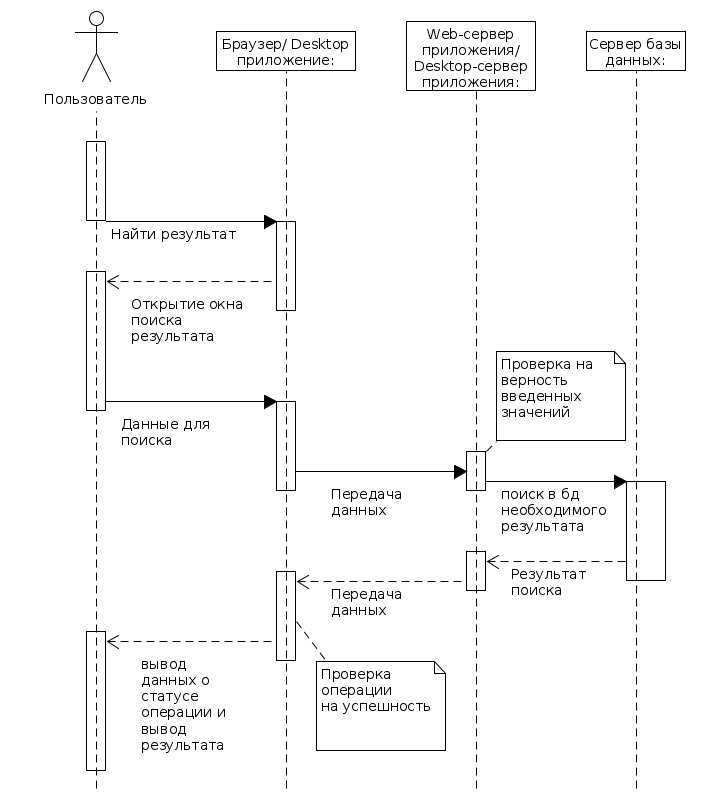 Пользователь
Браузер/ Desktop
приложение:
Web-сервер
приложения/
Desktop-сервер
приложения:
Сервер базы
данных:
Найти результат
Открытие окна
поиска
результата
Проверка на
верность
введенных
значений
Данные для
поиска
Передача
данных
поиск в бд
необходимого
результата
Результат
поиска
Передача
данных
вывод
данных о
статусе
операции и
вывод
результата
Проверка
операции
на успешность